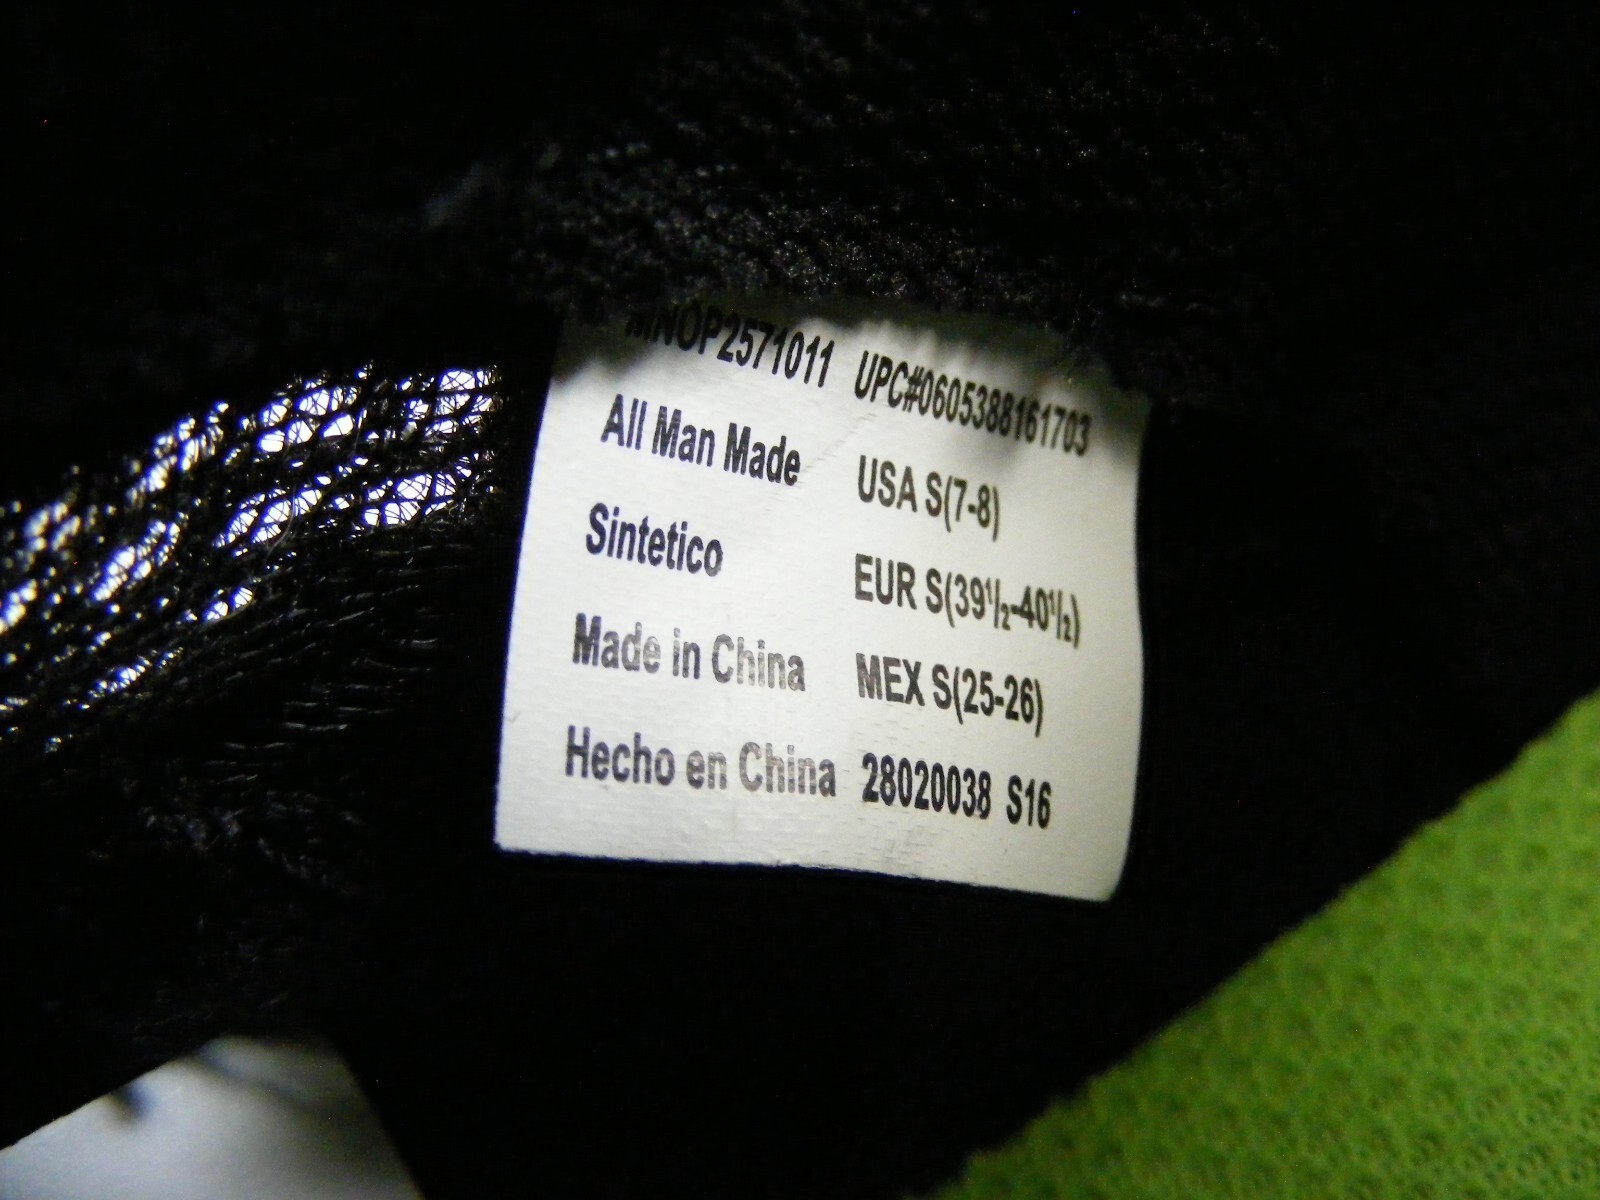 MNOP2571011 UPC#0605388161703
All Man Made USA S(7-8)
Sintetico EUR S(39½-40½)
Made in China MEX S(25-26)
Hecho en China 28020038 S16